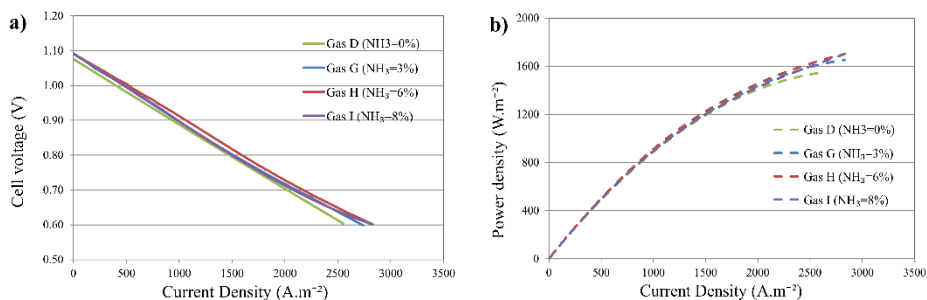 a)
Cell voltage (V)
1.10
1.00
0.90
0.80
0.70
0.60
0.50
0 500 1000 1500 2000 2500 3000 3500
Current Density (A.m⁻²)
Gas D (NH3=0%)
Gas G (NH₃=3%)
Gas H (NH₃=6%)
Gas I (NH₃=8%)
b)
Power density (W.m⁻²)
2000
1600
1200
800
400
0
0 500 1000 1500 2000 2500 3000 3500
Current Density (A.m⁻²)
Gas D (NH3=0%)
Gas G (NH₃=3%)
Gas H (NH₃=6%)
Gas I (NH₃=8%)